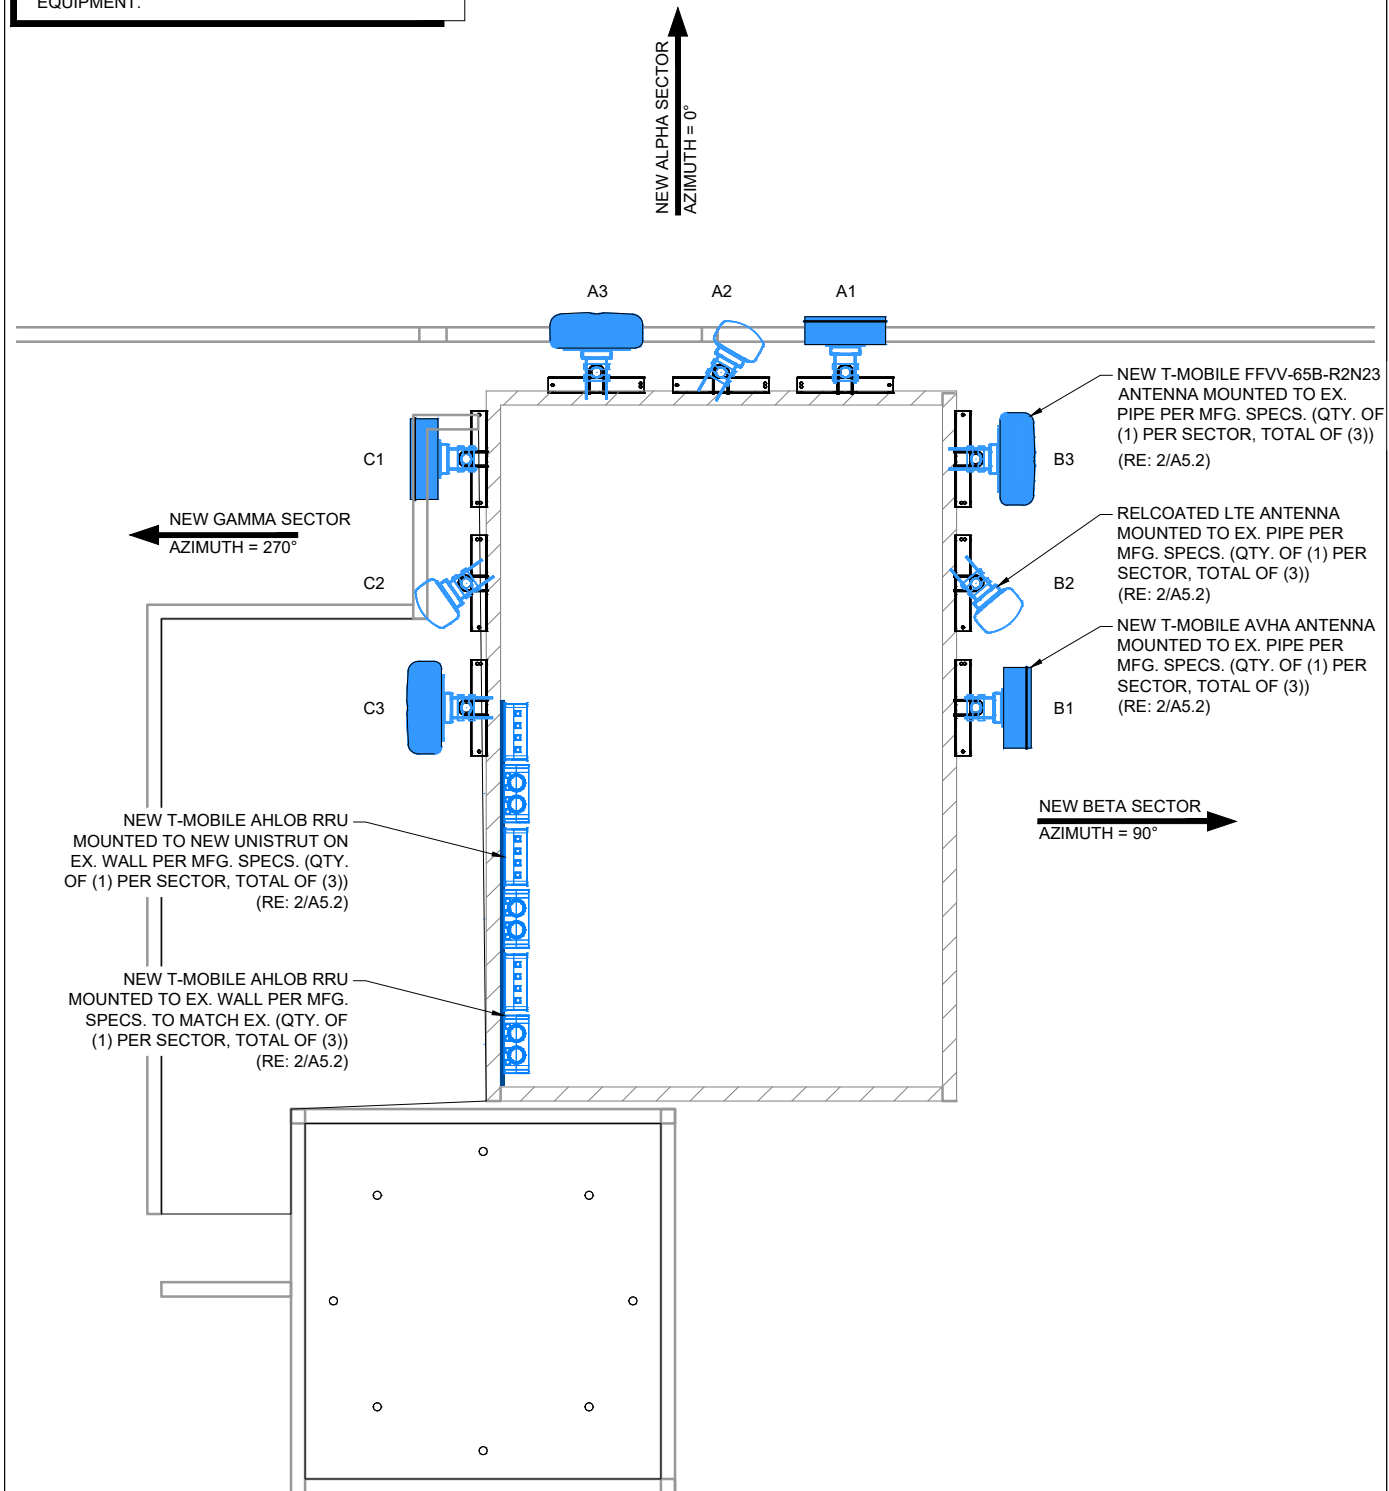 EQUIPMENT.
NEW ALPHA SECTOR
AZIMUTH = 0°
A3
A2
A1
NEW T-MOBILE FFVV-65B-R2N23
ANTENNA MOUNTED TO EX.
PIPE PER MFG. SPECS. (QTY. OF
(1) PER SECTOR, TOTAL OF (3))
(RE: 2/A5.2)
C1
B3
NEW GAMMA SECTOR
AZIMUTH = 270°
RELCOATED LTE ANTENNA
MOUNTED TO EX. PIPE PER
MFG. SPECS. (QTY. OF (1) PER
SECTOR, TOTAL OF (3))
(RE: 2/A5.2)
C2
B2
NEW T-MOBILE AVHA ANTENNA
MOUNTED TO EX. PIPE PER
MFG. SPECS. (QTY. OF (1) PER
SECTOR, TOTAL OF (3))
(RE: 2/A5.2)
C3
B1
NEW BETA SECTOR
AZIMUTH = 90°
NEW T-MOBILE AHLOB RRU
MOUNTED TO NEW UNISTRUT ON
EX. WALL PER MFG. SPECS. (QTY.
OF (1) PER SECTOR, TOTAL OF (3))
(RE: 2/A5.2)
NEW T-MOBILE AHLOB RRU
MOUNTED TO EX. WALL PER MFG.
SPECS. TO MATCH EX. (QTY. OF
(1) PER SECTOR, TOTAL OF (3))
(RE: 2/A5.2)